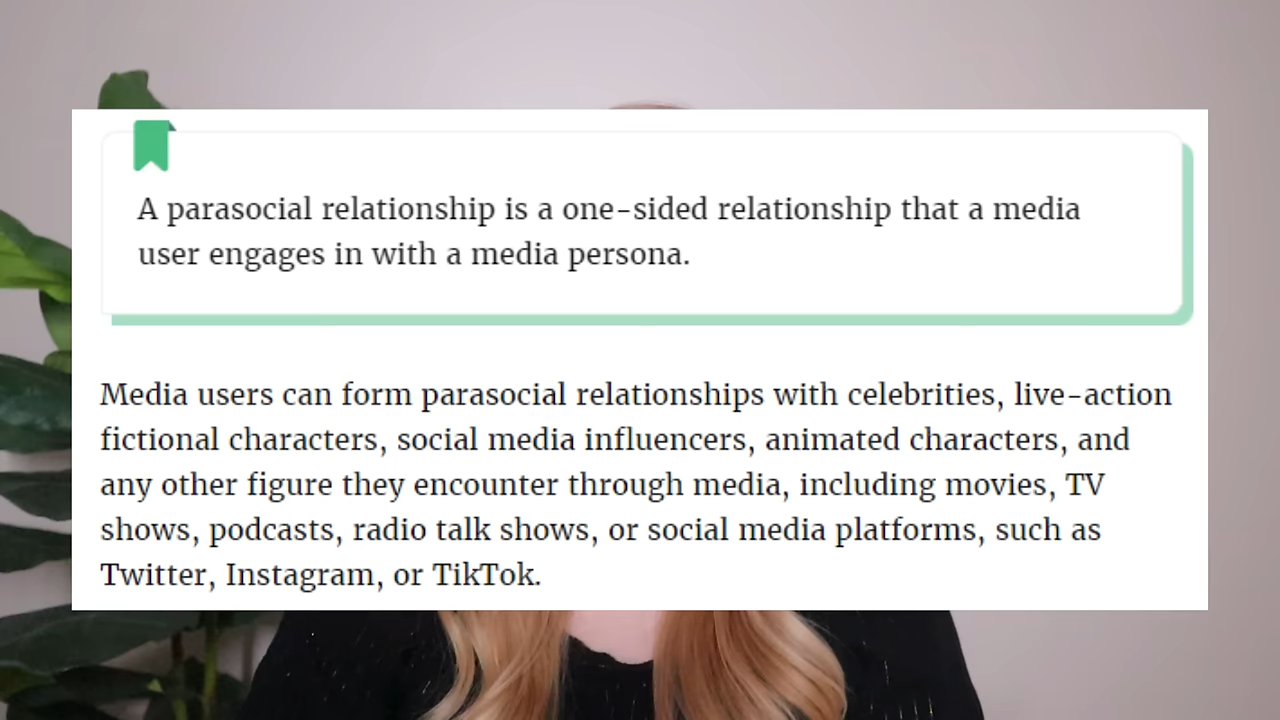 A parasocial relationship is a one-sided relationship that a media
user engages in with a media persona.
Media users can form parasocial relationships with celebrities, live-action
fictional characters, social media influencers, animated characters, and
any other figure they encounter through media, including movies, TV
shows, podcasts, radio talk shows, or social media platforms, such as
Twitter, Instagram, or TikTok.